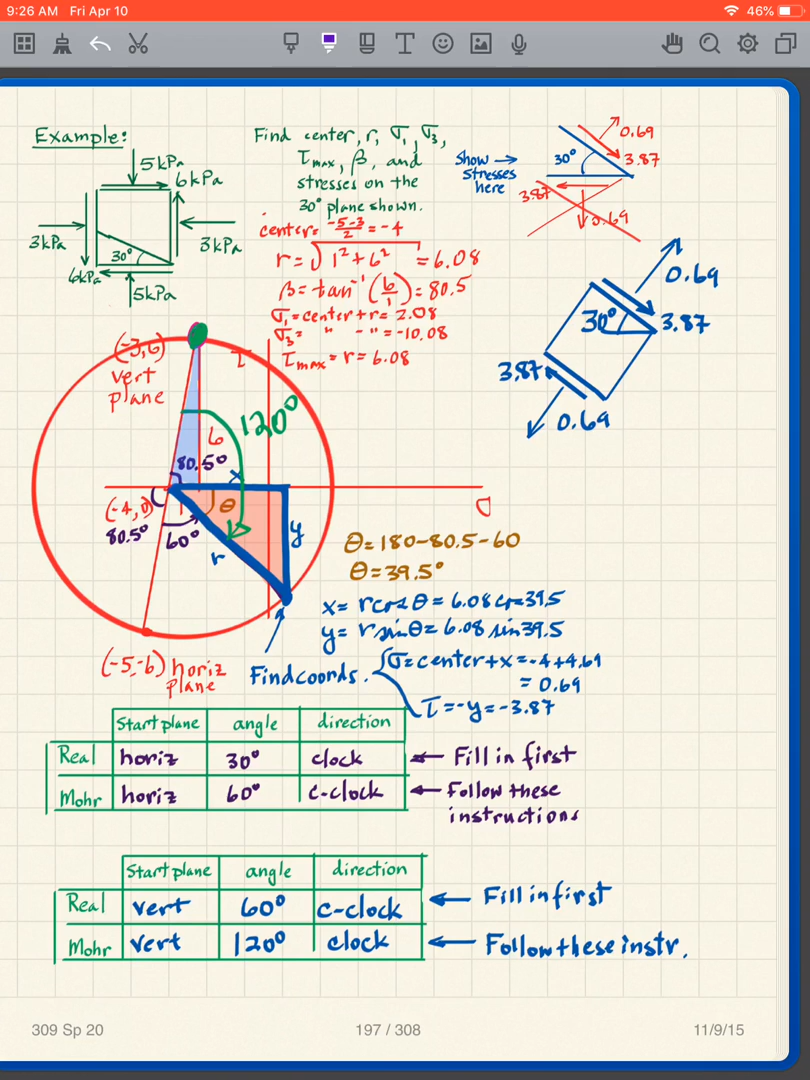 9:26 AM Fri Apr 10
46%
Example:
5kPa
6kPa
3kPa
3kPa
30°
6kPa
5kPa
Find center, r, σ₁, σ₃,
τmax, β, and
stresses on the
30° plane shown.
Show →
stresses
here
30°
0.69
3.87
3.87
0.69
center = -5-3/2 = -4
r = √1²+6² = 6.08
β = tan⁻¹(6/1) = 80.5
σ₁ = center + r = 2.08
σ₃ = " - " = -10.08
τmax = r = 6.08
0.69
30°
3.87
3.87
0.69
(-3,6)
vert
plane
τ
6
120°
80.5°
x
(-4,0)
1
θ
80.5°
60°
r
y
σ
θ = 180-80.5-60
θ = 39.5°
x = r cos θ = 6.08 cos 39.5
y = r sin θ = 6.08 sin 39.5
(-5,-6) horiz
plane
Find coords.
σ = center + x = -4+4.69
= 0.69
τ = -y = -3.87
Start plane angle direction
Real horiz 30° clock ← Fill in first
Mohr horiz 60° c-clock ← Follow these
instructions
Start plane angle direction
Real vert 60° c-clock ← Fill in first
Mohr vert 120° clock ← Follow these instr.
309 Sp 20
197 / 308
11/9/15